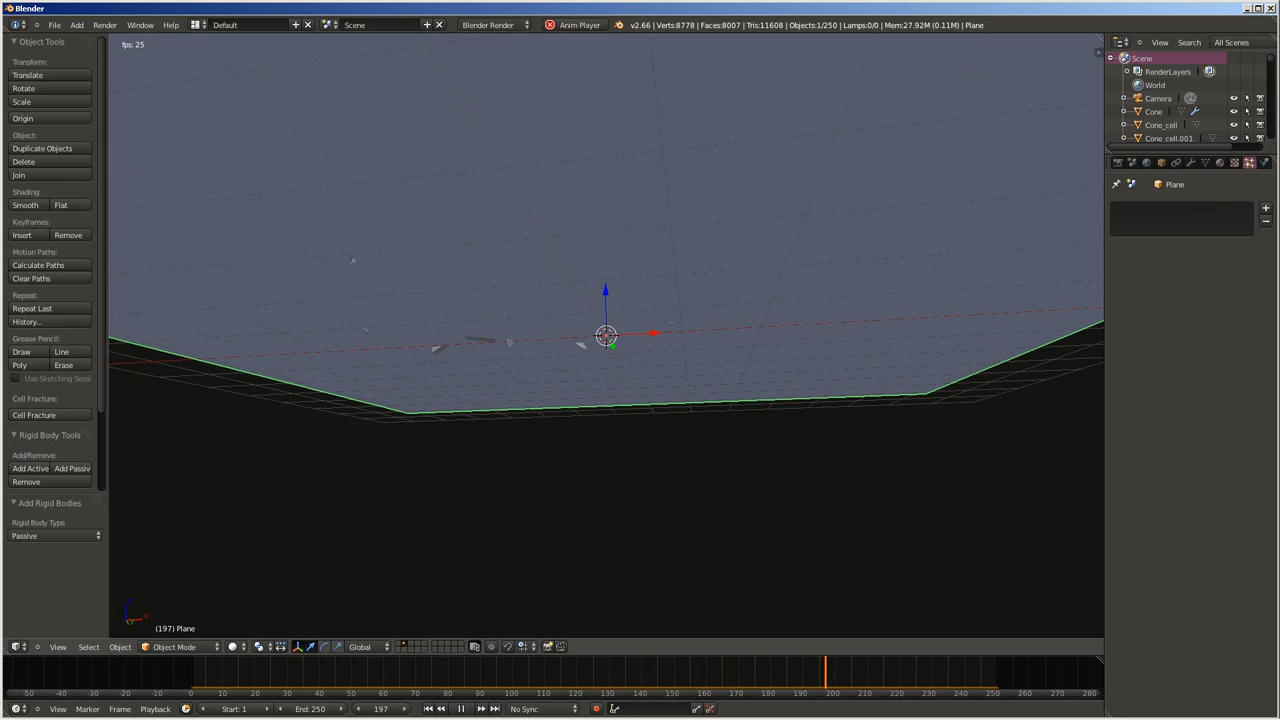 Blender
File Add Render Window Help Default Scene Blender Render Anim Player v2.66 | Verts:8778 | Faces:8007 | Tris:11608 | Objects:1/250 | Lamps:0/0 | Mem:27.92M (0.11M) | Plane
Object Tools
Transform:
Translate
Rotate
Scale
Origin
Object:
Duplicate Objects
Delete
Join
Shading:
Smooth Flat
Keyframes:
Insert Remove
Motion Paths:
Calculate Paths
Clear Paths
Repeat:
Repeat Last
History...
Grease Pencil:
Draw Line
Poly Erase
Use Sketching Sessi
Cell Fracture:
Cell Fracture
Rigid Body Tools
Add/Remove:
Add Active Add Passiv
Remove
Add Rigid Bodies
Rigid Body Type
Passive
fps: 25
(197) Plane
View Search All Scenes
Scene
RenderLayers
World
Camera
Cone
Cone_cell
Cone_cell.001
Plane
View Select Object Object Mode Global
-50 -40 -30 -20 -10 0 10 20 30 40 50 60 70 80 90 100 110 120 130 140 150 160 170 180 190 200 210 220 230 240 250 260 270 280
View Marker Frame Playback Start: 1 End: 250 197 No Sync